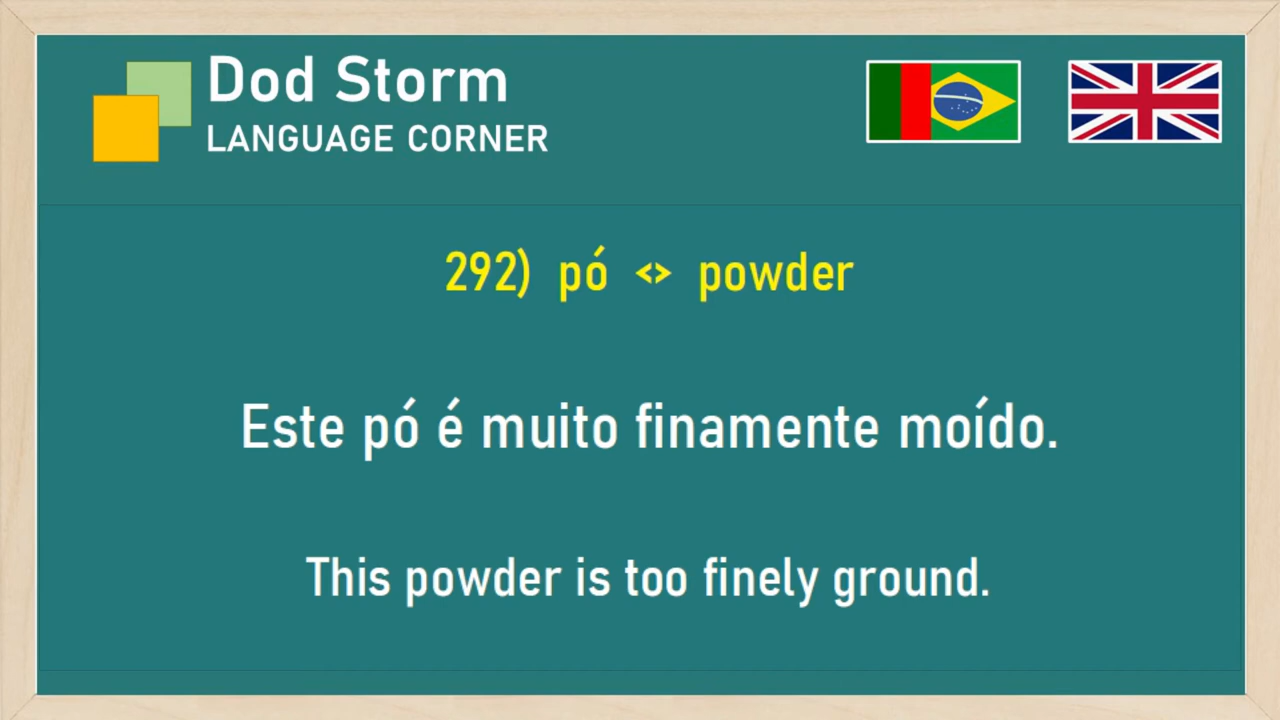 Dod Storm
LANGUAGE CORNER
292) pó <> powder
Este pó é muito finamente moído.
This powder is too finely ground.